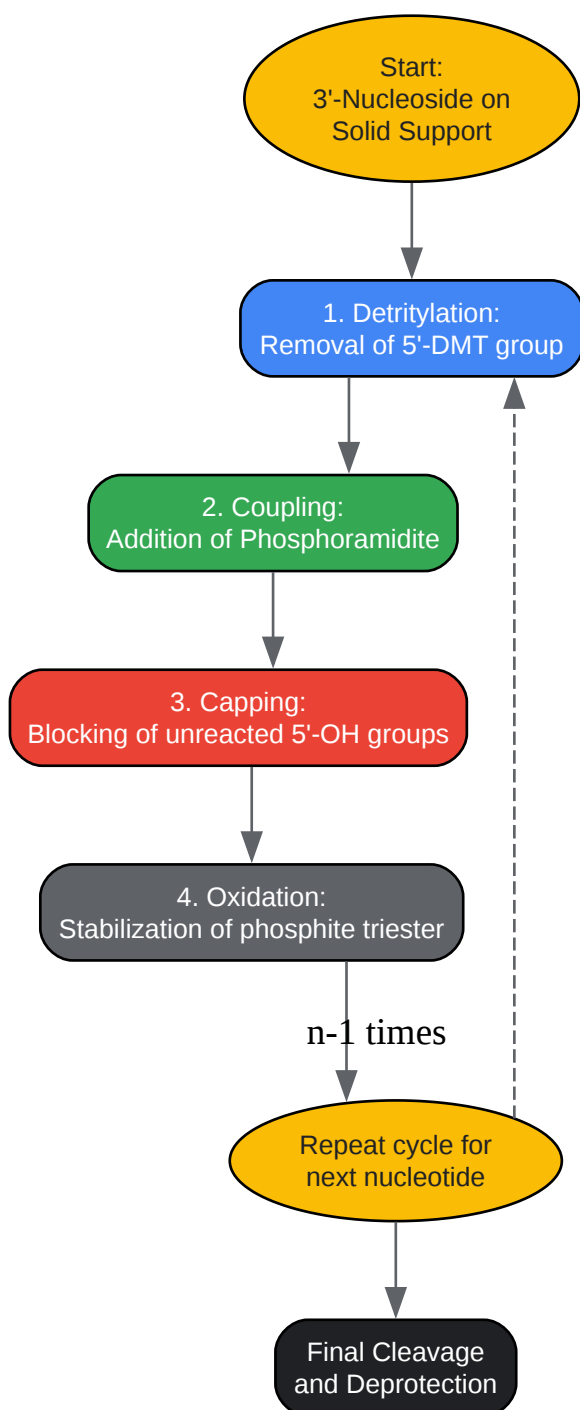 Start:
3'-Nucleoside on
Solid Support
1. Detritylation:
Removal of 5'-DMT group
2. Coupling:
Addition of Phosphoramidite
3. Capping:
Blocking of unreacted 5'-OH groups
4. Oxidation:
Stabilization of phosphite triester
n-1 times
Repeat cycle for
next nucleotide
Final Cleavage
and Deprotection